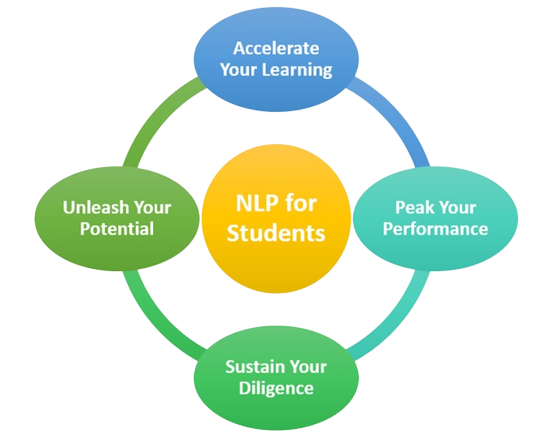 Accelerate
Your Learning
Unleash Your
Potential
NLP for
Students
Peak Your
Performance
Sustain Your
Diligence